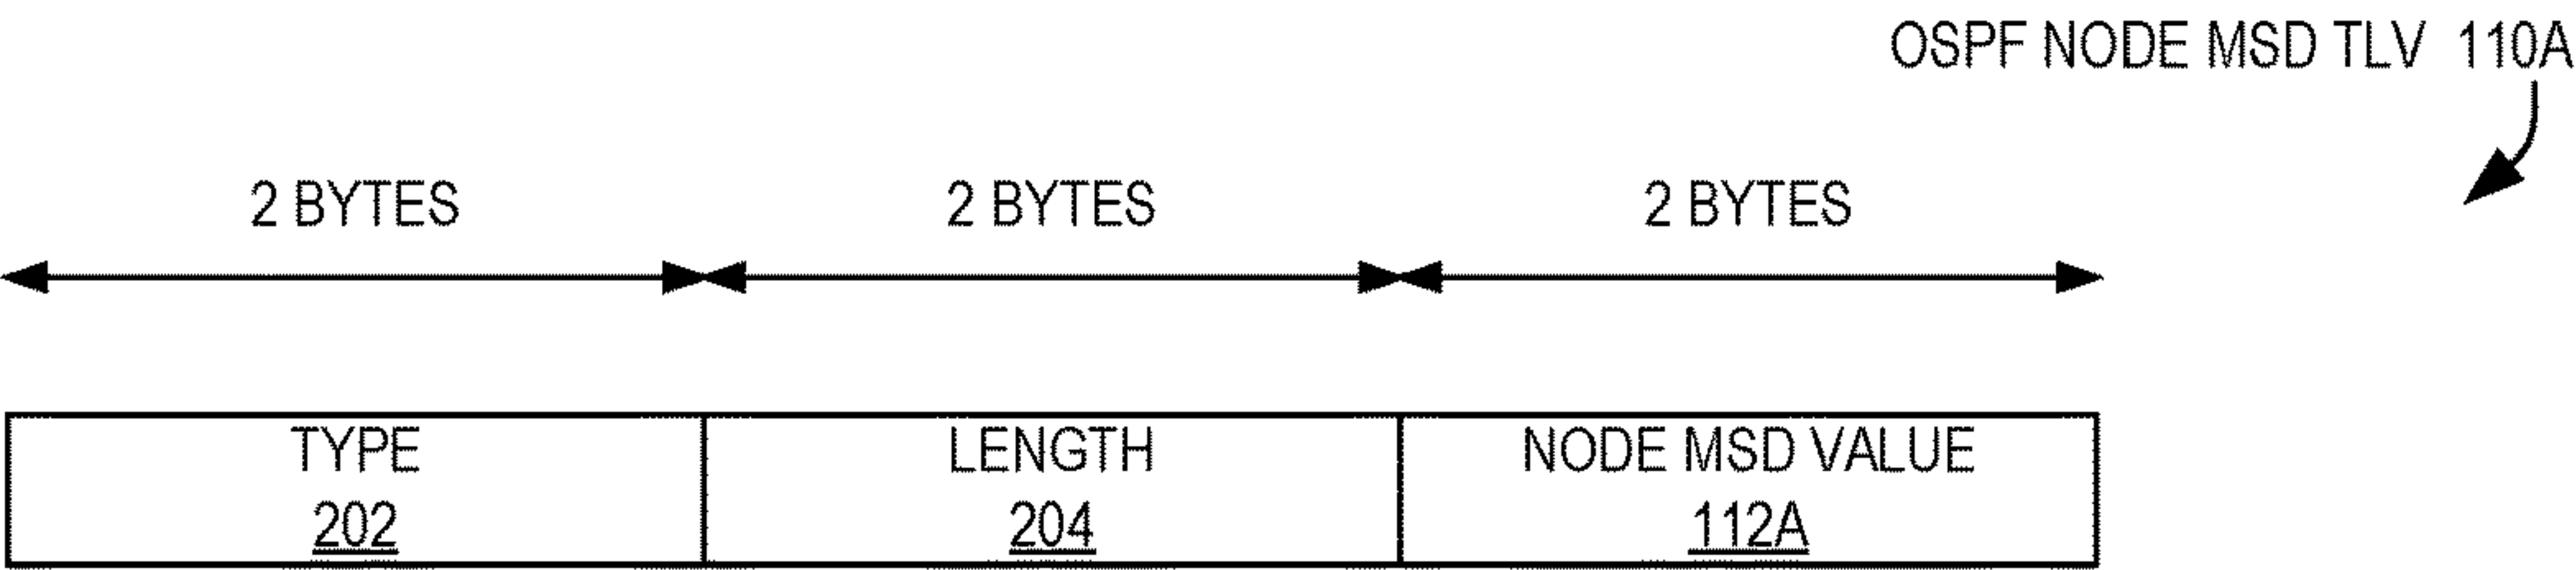 OSPF NODE MSD TLV 110A
2 BYTES 2 BYTES 2 BYTES
TYPE LENGTH NODE MSD VALUE
202 204 112A